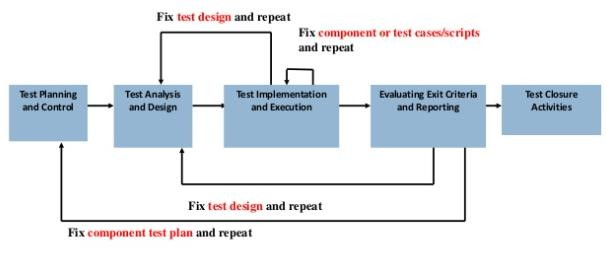 Fix test design and repeat
Fix component or test cases/scripts
and repeat
Test Planning
and Control
Test Analysis
and Design
Test Implementation
and Execution
Evaluating Exit Criteria
and Reporting
Test Closure
Activities
Fix test design and repeat
Fix component test plan and repeat